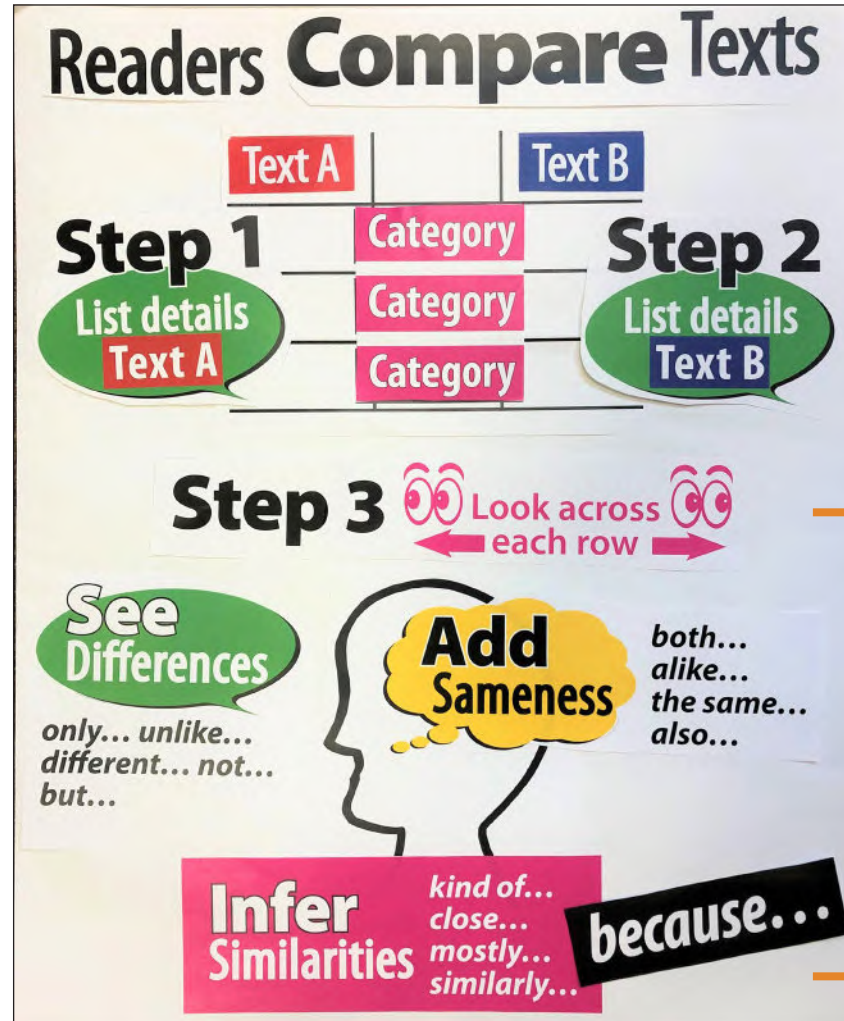 Readers Compare Texts
Text A Text B
Step 1
List details
Text A
Category
Category
Category
Step 2
List details
Text B
Step 3
Look across
each row
See
Differences
only... unlike...
different... not...
but...
Add
Sameness
both...
alike...
the same...
also...
Infer
Similarities
kind of...
close...
mostly...
similarly...
because...